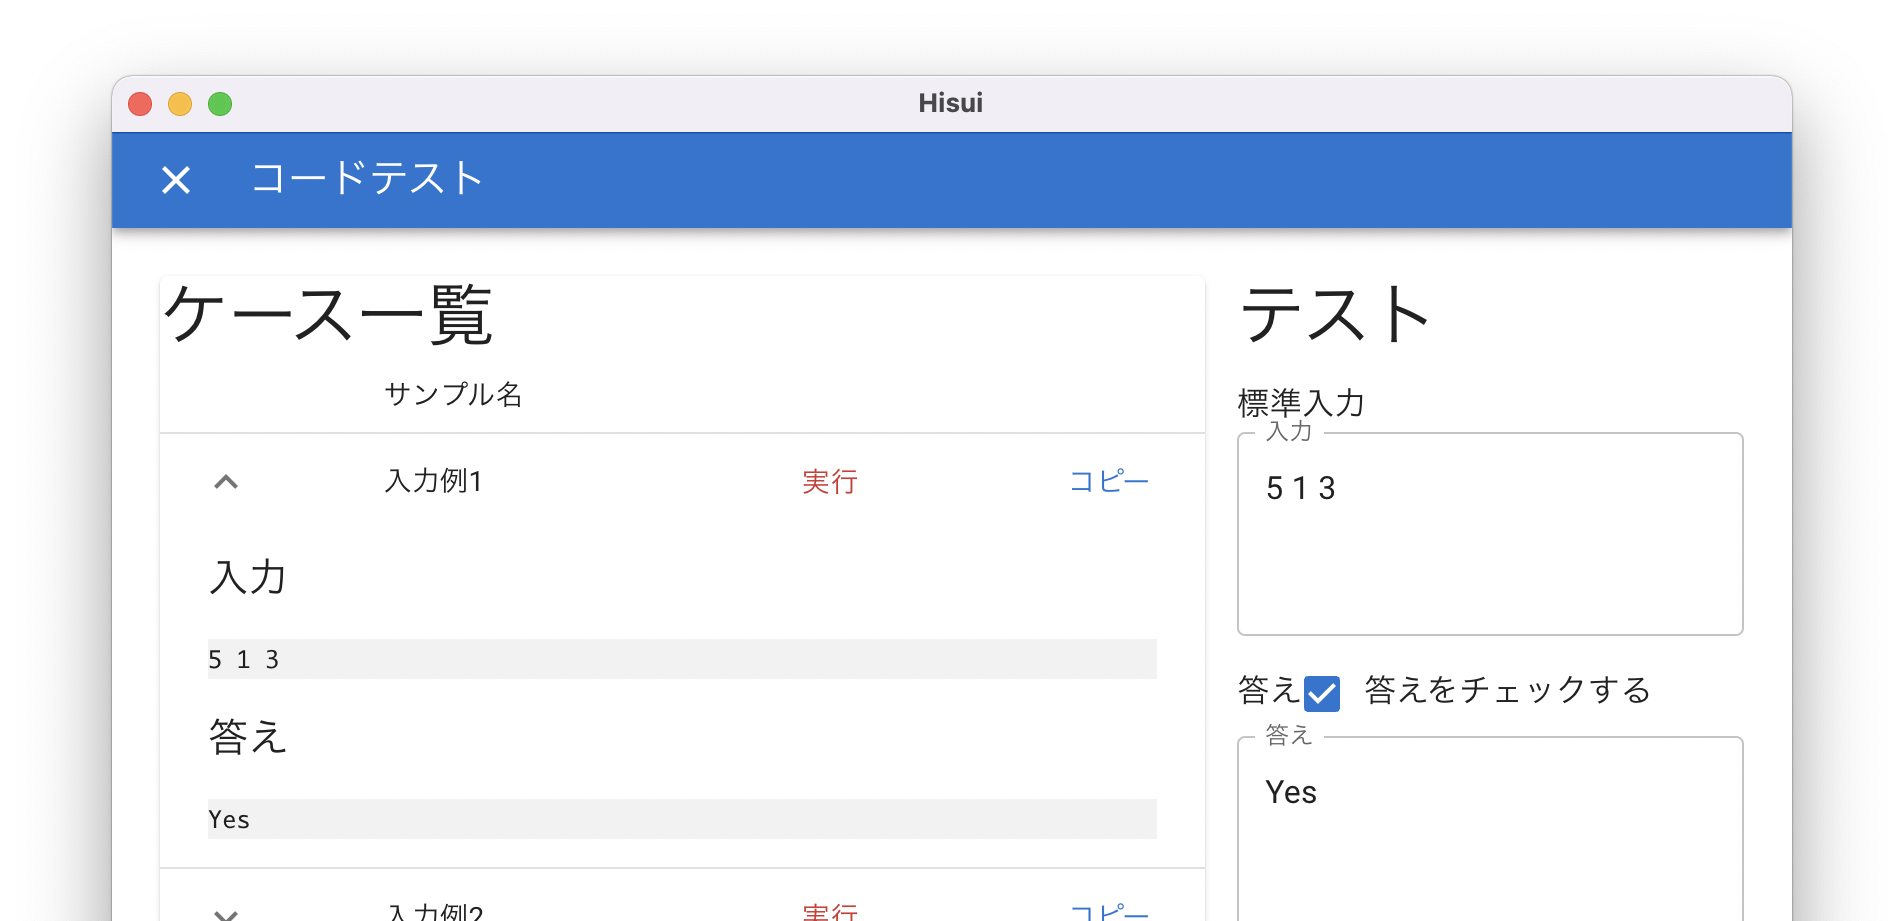 Hisui
コードテスト
ケース一覧
サンプル名
入力例1 実行 コピー
入力
5 1 3
答え
Yes
入力例2 実行 コピー
テスト
標準入力
入力
5 1 3
答え 答えをチェックする
答え
Yes